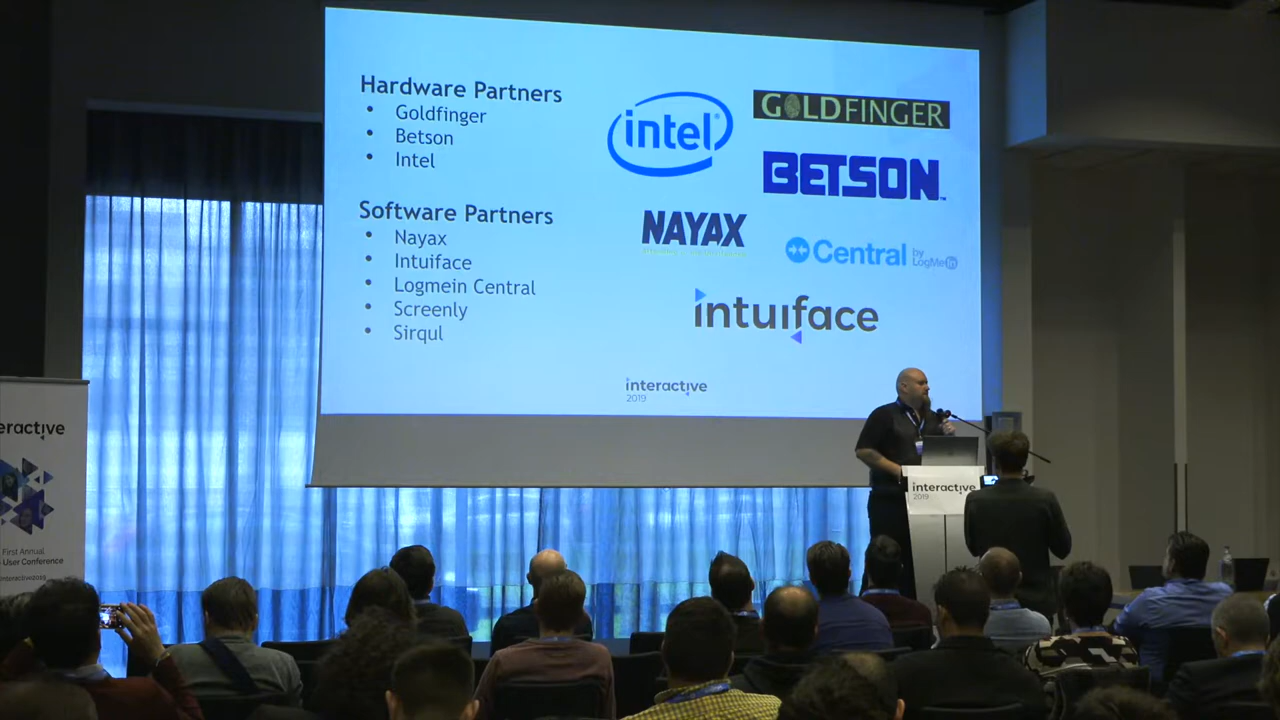 Hardware Partners
• Goldfinger
• Betson
• Intel
Software Partners
• Nayax
• Intuiface
• Logmein Central
• Screenly
• Sirqul
intel
GOLDFINGER
BETSON
NAYAX
Central by LogMeIn
intuiface
interactive
2019
interactive
2019
eractive
First Annual
User Conference